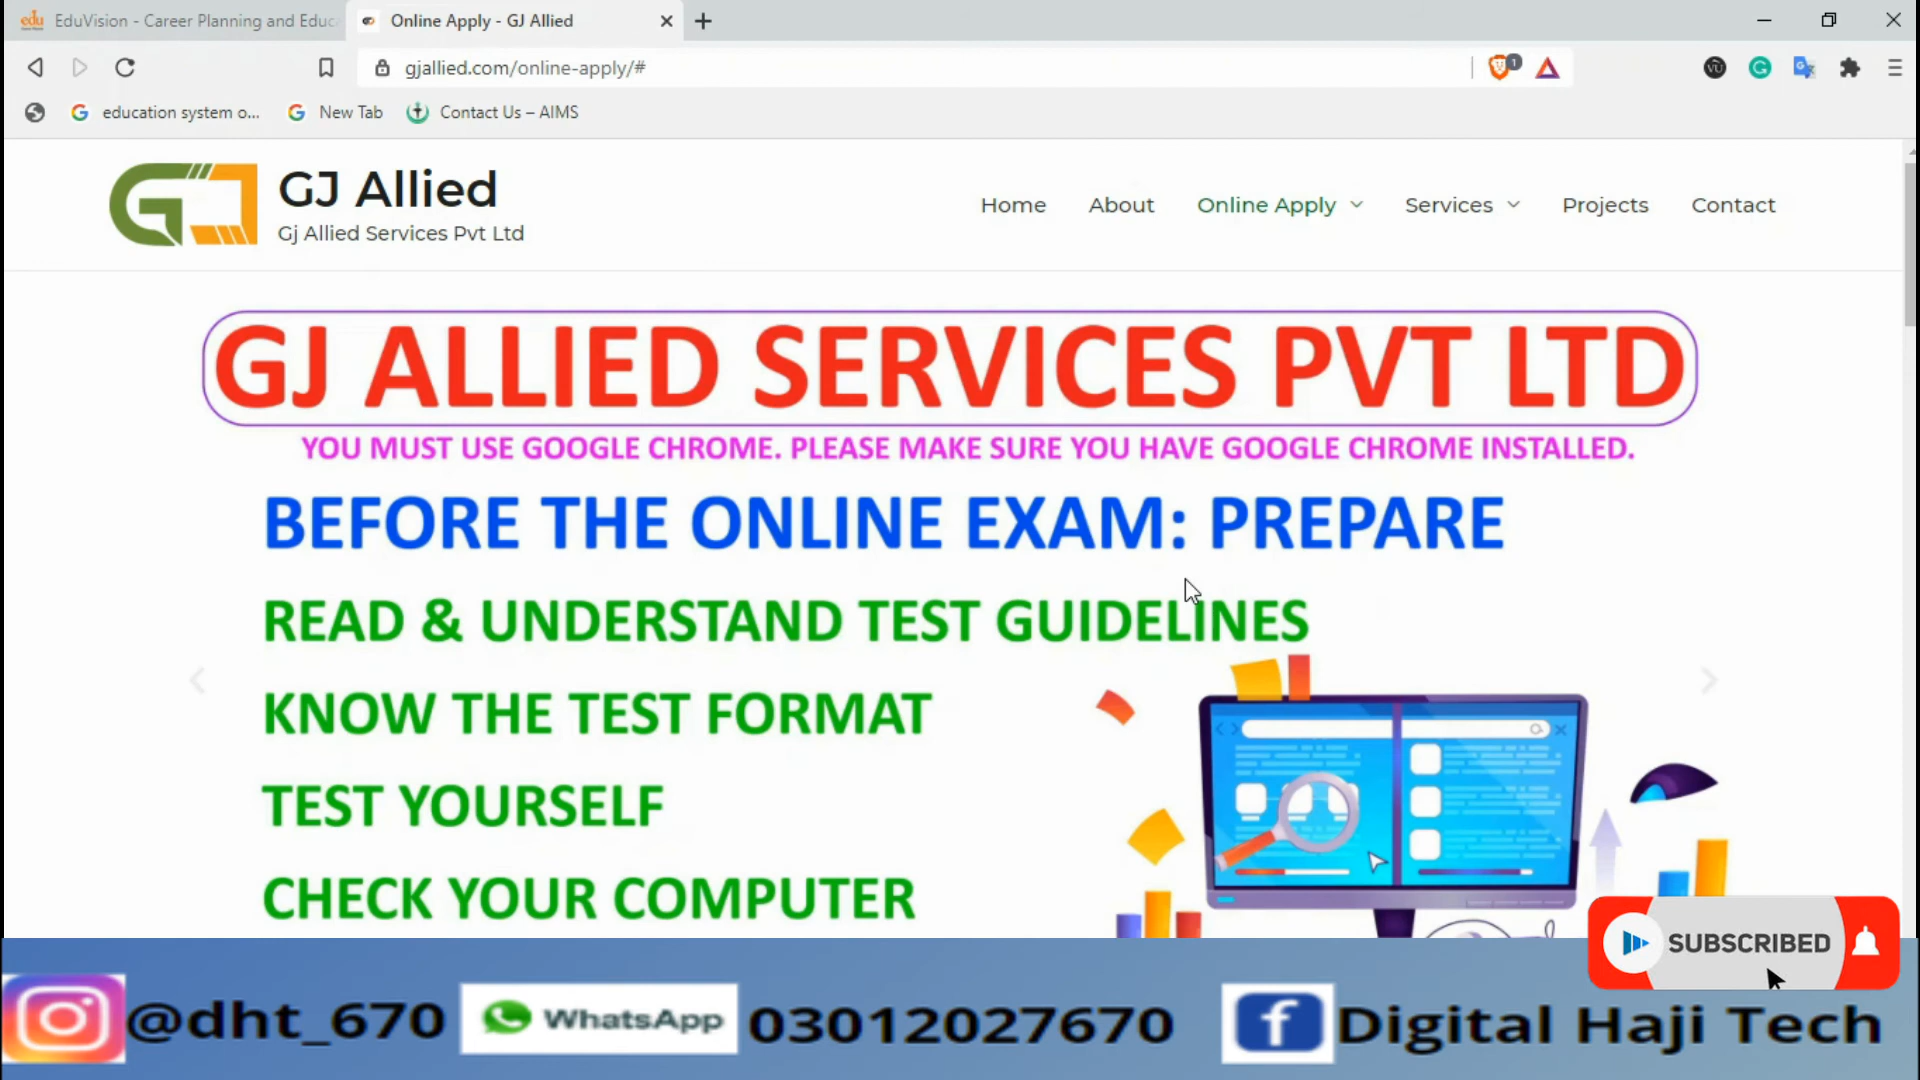 EduVision - Career Planning and Educ
Online Apply - GJ Allied
gjallied.com/online-apply/#
1
VU
education system o...
New Tab
Contact Us – AIMS
GJ Allied
Gj Allied Services Pvt Ltd
Home
About
Online Apply
Services
Projects
Contact
GJ ALLIED SERVICES PVT LTD
YOU MUST USE GOOGLE CHROME. PLEASE MAKE SURE YOU HAVE GOOGLE CHROME INSTALLED.
BEFORE THE ONLINE EXAM: PREPARE
READ & UNDERSTAND TEST GUIDELINES
KNOW THE TEST FORMAT
TEST YOURSELF
CHECK YOUR COMPUTER
SUBSCRIBED
@dht_670
WhatsApp
03012027670
Digital Haji Tech